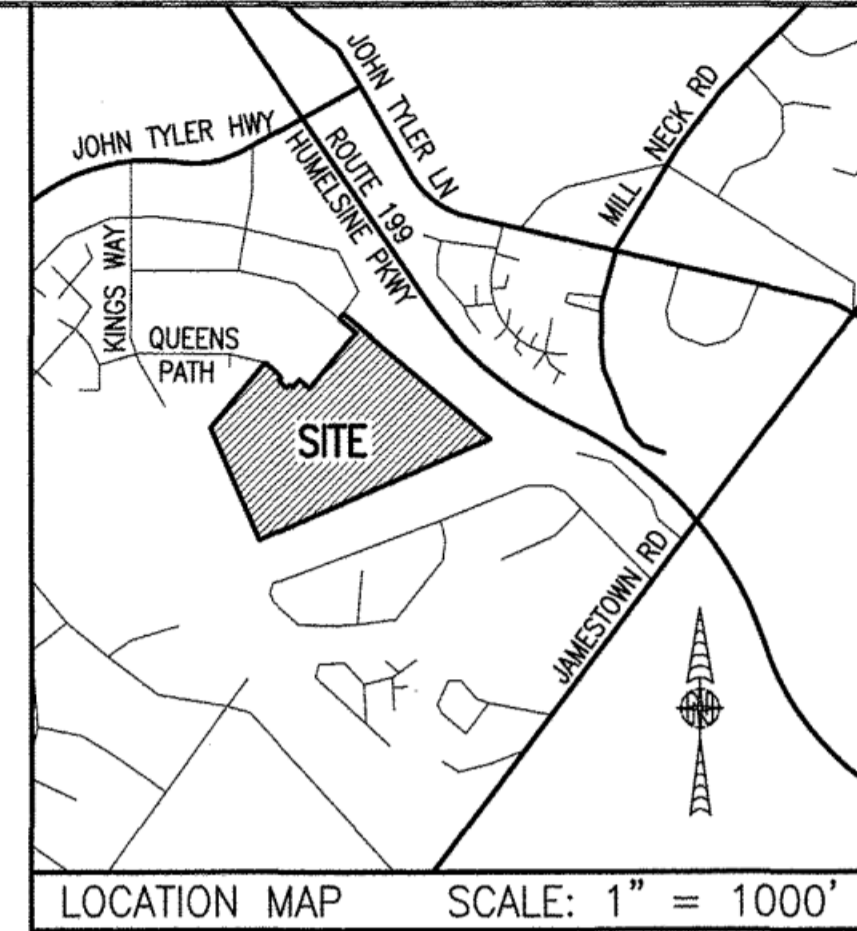 JOHN TYLER HWY
JOHN TYLER LN
ROUTE 199
HUMELSINE PKWY
MILL NECK RD
KINGS WAY
QUEENS
PATH
SITE
JAMESTOWN RD
LOCATION MAP SCALE: 1" = 1000'